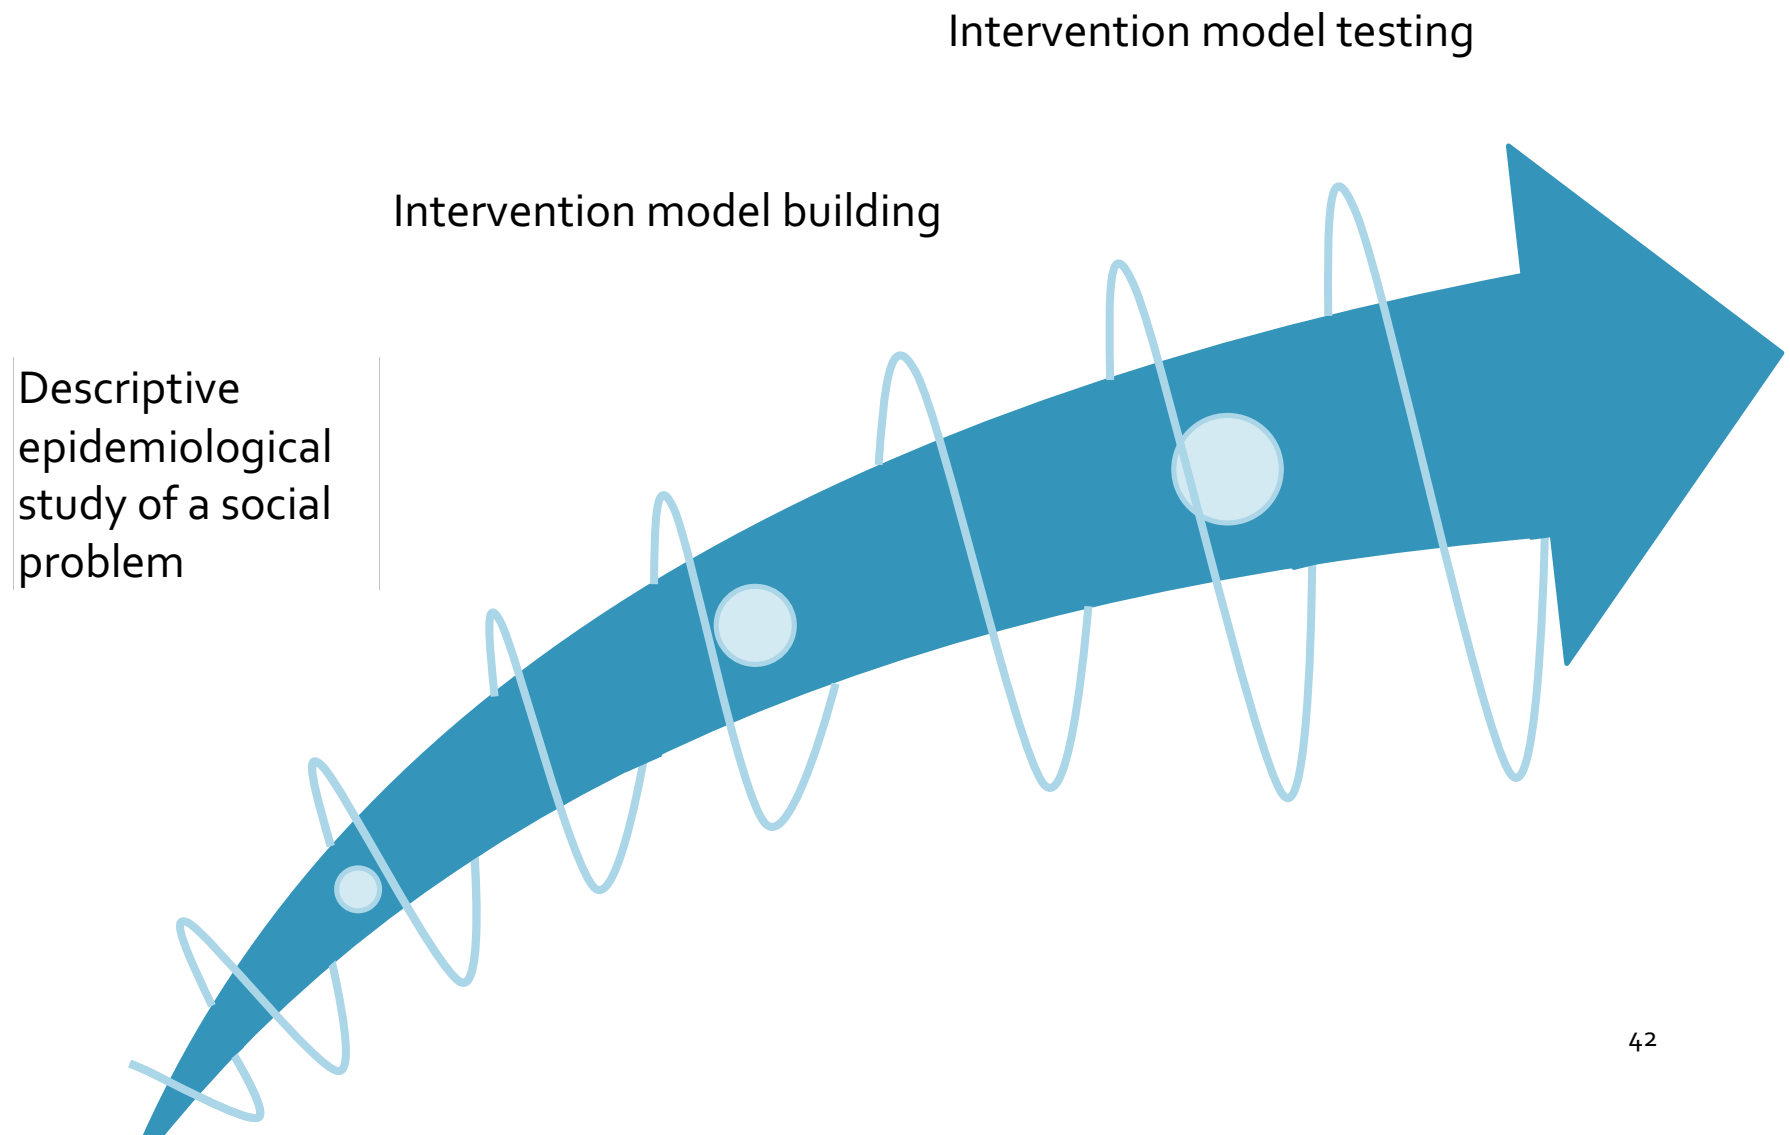 Intervention model testing
Intervention model building
Descriptive
epidemiological
study of a social
problem
42